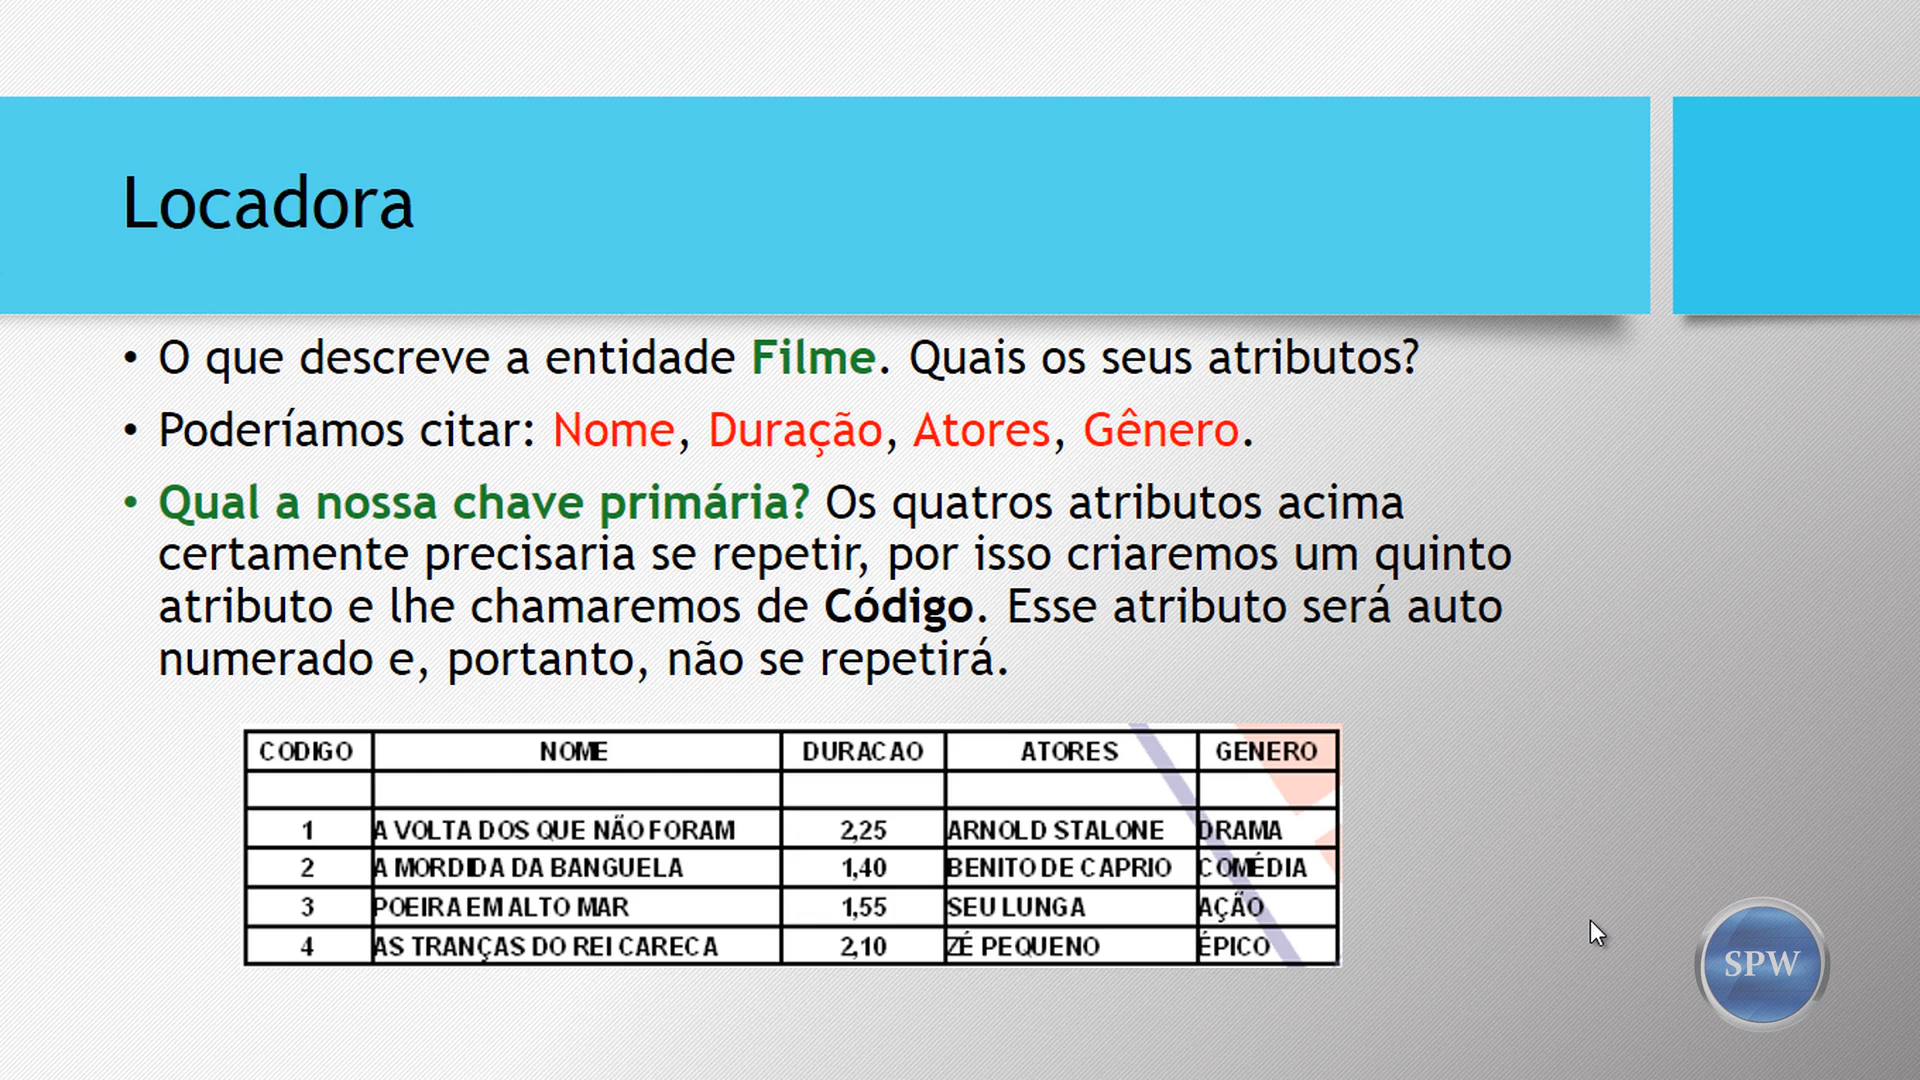 Locadora
• O que descreve a entidade Filme. Quais os seus atributos?
• Poderíamos citar: Nome, Duração, Atores, Gênero.
• Qual a nossa chave primária? Os quatros atributos acima
certamente precisaria se repetir, por isso criaremos um quinto
atributo e lhe chamaremos de Código. Esse atributo será auto
numerado e, portanto, não se repetirá.
CODIGO NOME DURACAO ATORES GENERO
1 A VOLTA DOS QUE NÃO FORAM 2,25 ARNOLD STALONE DRAMA
2 A MORDIDA DA BANGUELA 1,40 BENITO DE CAPRIO COMÉDIA
3 POEIRA EM ALTO MAR 1,55 SEU LUNGA AÇÃO
4 AS TRANÇAS DO REI CARECA 2,10 ZÉ PEQUENO ÉPICO
SPW